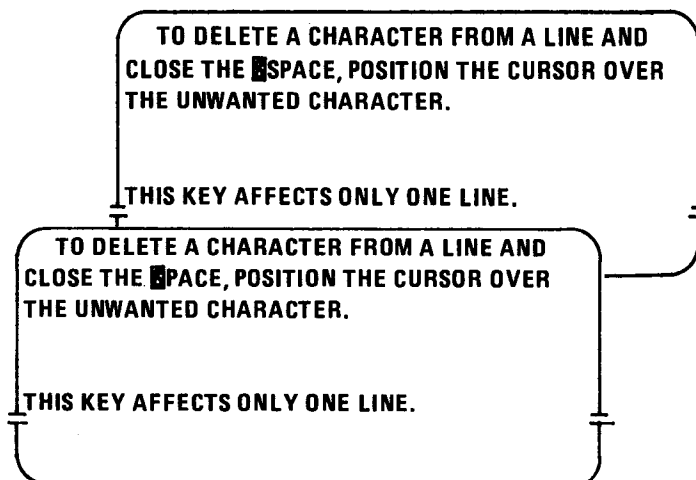 TO DELETE A CHARACTER FROM A LINE AND
CLOSE THE SSPACE, POSITION THE CURSOR OVER
THE UNWANTED CHARACTER.
THIS KEY AFFECTS ONLY ONE LINE.
TO DELETE A CHARACTER FROM A LINE AND
CLOSE THE SPACE, POSITION THE CURSOR OVER
THE UNWANTED CHARACTER.
THIS KEY AFFECTS ONLY ONE LINE.